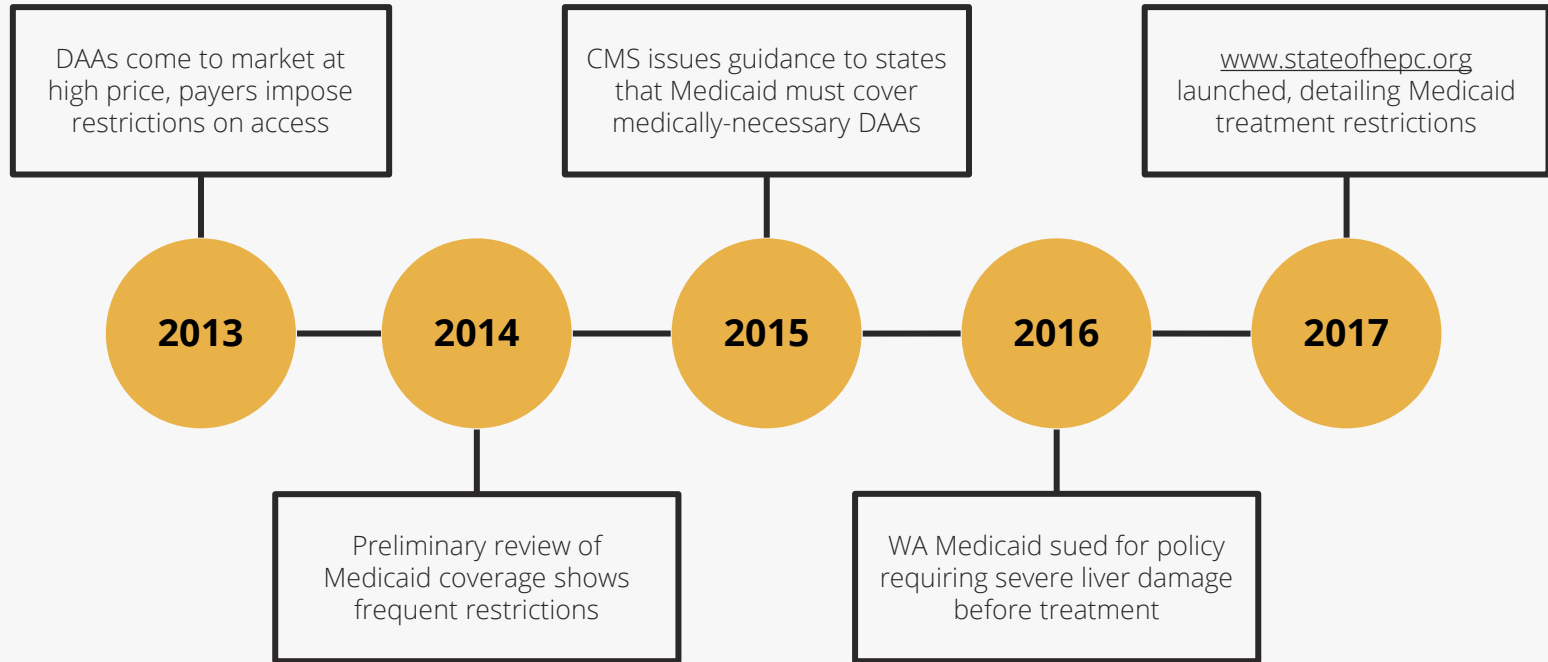 DAAs come to market at
high price, payers impose
restrictions on access
CMS issues guidance to states
that Medicaid must cover
medically-necessary DAAs
www.stateofhepc.org
launched, detailing Medicaid
treatment restrictions
2013
2014
2015
2016
2017
Preliminary review of
Medicaid coverage shows
frequent restrictions
WA Medicaid sued for policy
requiring severe liver damage
before treatment